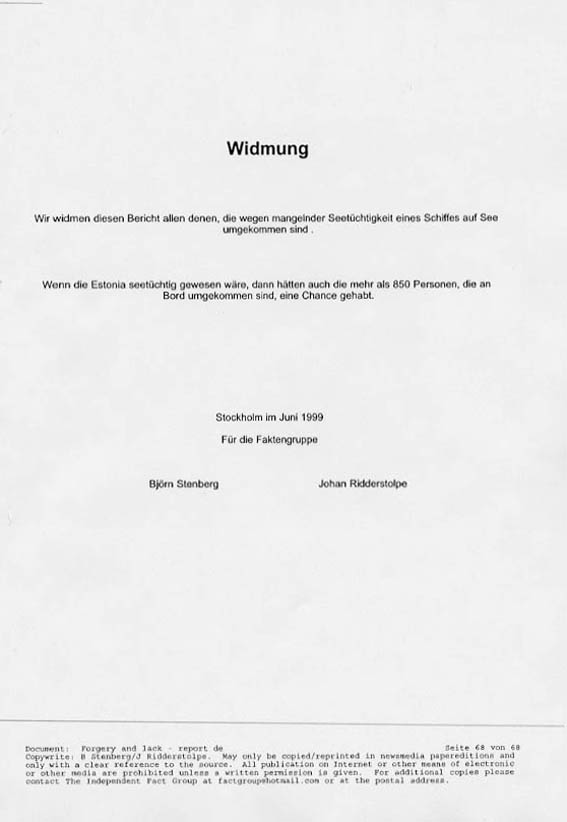 Widmung
Wir widmen diesen Bericht allen denen, die wegen mangelnder Seetüchtigkeit eines Schiffes auf See
umgekommen sind .
Wenn die Estonia seetüchtig gewesen wäre, dann hätten auch die mehr als 850 Personen, die an
Bord umgekommen sind, eine Chance gehabt.
Stockholm im Juni 1999
Für die Faktengruppe
Björn Stenberg Johan Ridderstolpe
Document: Forgery and lack - report de Seite 68 von 68
Copywrite: B Stenberg/J Ridderstolpe. May only be copied/reprinted in newsmedia papereditions and
only with a clear reference to the source. All publication on Internet or other means of electronic
or other media are prohibited unless a written permission is given. For additional copies please
contact The Independent Fact Group at factgroup@hotmail.com or at the postal address.